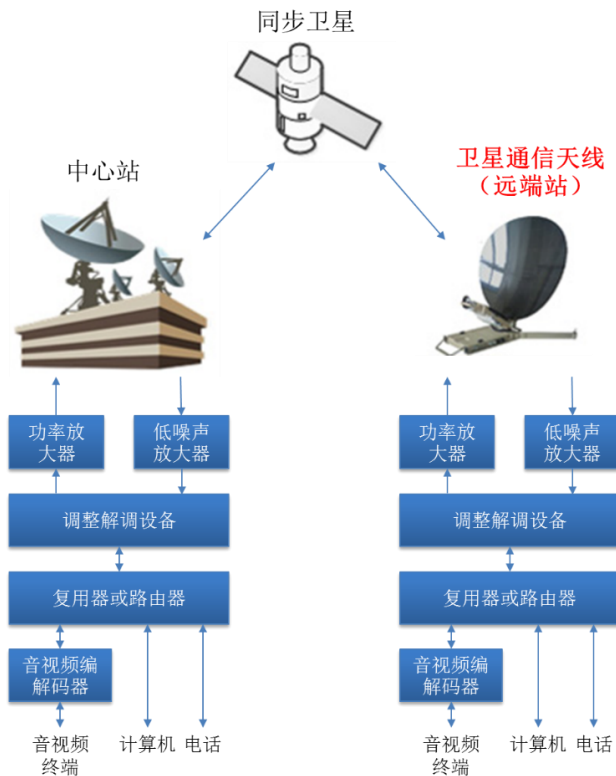 同步卫星
中心站
卫星通信天线
（远端站）
功率放
大器
低噪声
放大器
功率放
大器
低噪声
放大器
调整解调设备
调整解调设备
复用器或路由器
复用器或路由器
音视频编
解码器
音视频编
解码器
音视频
终端
计算机
电话
音视频
终端
计算机
电话